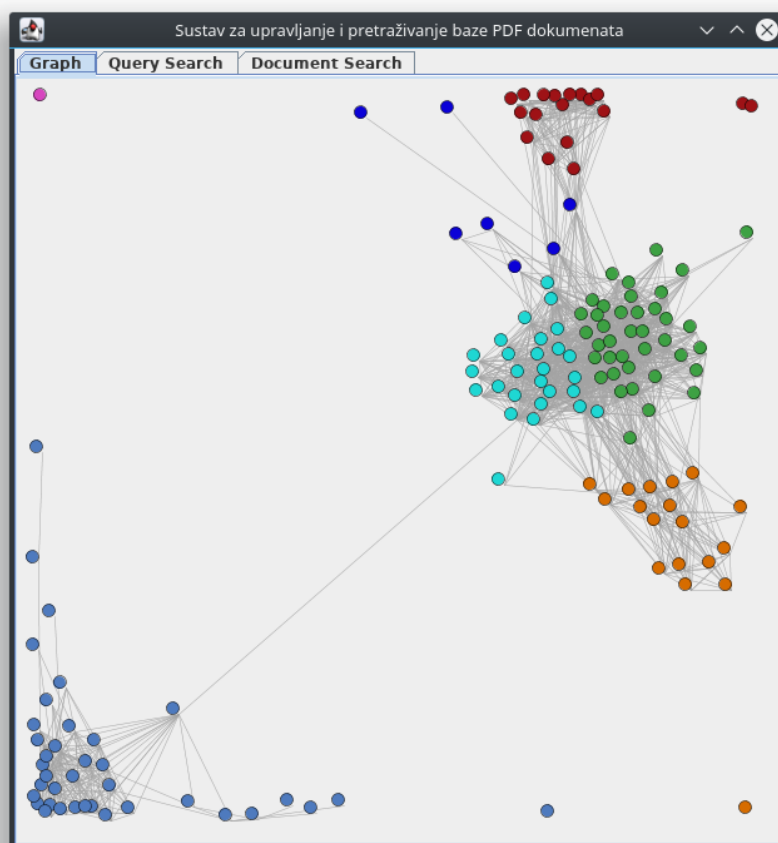 Sustav za upravljanje i pretraživanje baze PDF dokumenata
Graph Query Search Document Search